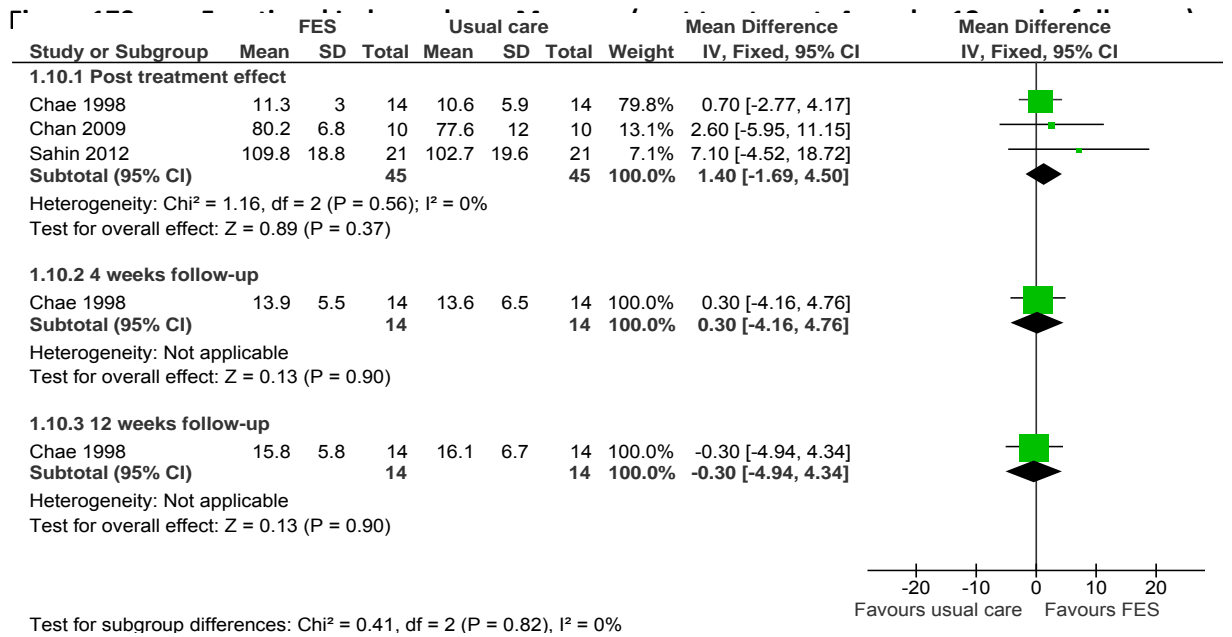 FES Usual care Mean Difference Mean Difference
Study or Subgroup Mean SD Total Mean SD Total Weight IV, Fixed, 95% CI IV, Fixed, 95% CI
1.10.1 Post treatment effect
Chae 1998 11.3 3 14 10.6 5.9 14 79.8% 0.70 [-2.77, 4.17]
Chan 2009 80.2 6.8 10 77.6 12 10 13.1% 2.60 [-5.95, 11.15]
Sahin 2012 109.8 18.8 21 102.7 19.6 21 7.1% 7.10 [-4.52, 18.72]
Subtotal (95% CI) 45 45 100.0% 1.40 [-1.69, 4.50]
Heterogeneity: Chi² = 1.16, df = 2 (P = 0.56); I² = 0%
Test for overall effect: Z = 0.89 (P = 0.37)
1.10.2 4 weeks follow-up
Chae 1998 13.9 5.5 14 13.6 6.5 14 100.0% 0.30 [-4.16, 4.76]
Subtotal (95% CI) 14 14 100.0% 0.30 [-4.16, 4.76]
Heterogeneity: Not applicable
Test for overall effect: Z = 0.13 (P = 0.90)
1.10.3 12 weeks follow-up
Chae 1998 15.8 5.8 14 16.1 6.7 14 100.0% -0.30 [-4.94, 4.34]
Subtotal (95% CI) 14 14 100.0% -0.30 [-4.94, 4.34]
Heterogeneity: Not applicable
Test for overall effect: Z = 0.13 (P = 0.90)
-20 -10 0 10 20
Favours usual care Favours FES
Test for subgroup differences: Chi² = 0.41, df = 2 (P = 0.82), I² = 0%